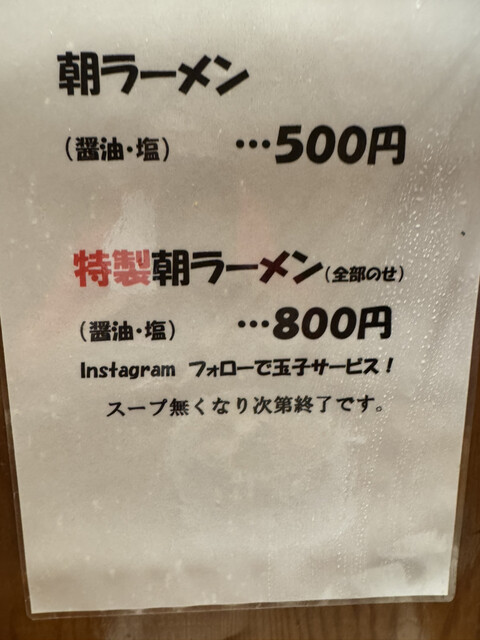 朝ラーメン
(醤油・塩) …500円
特製朝ラーメン(全部のせ)
(醤油・塩) …800円
Instagram フォローで玉子サービス!
スープ無くなり次第終了です。